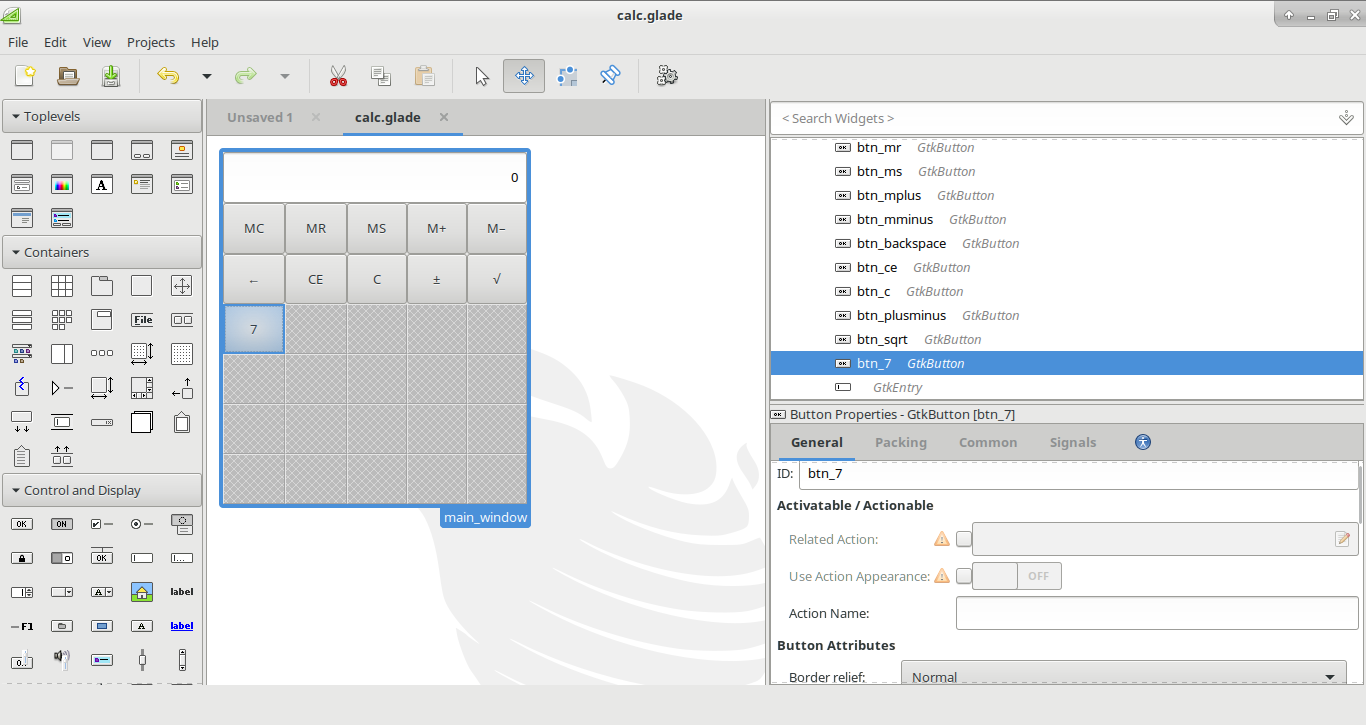 calc.glade
File Edit View Projects Help
Toplevels
Unsaved 1 calc.glade
< Search Widgets >
0
MC MR MS M+ M−
← CE C ± √
7
main_window
Containers
File
Control and Display
OK ON
OK
A label
F1 A label
0..
btn_mr GtkButton
btn_ms GtkButton
btn_mplus GtkButton
btn_mminus GtkButton
btn_backspace GtkButton
btn_ce GtkButton
btn_c GtkButton
btn_plusminus GtkButton
btn_sqrt GtkButton
btn_7 GtkButton
GtkEntry
Button Properties - GtkButton [btn_7]
General Packing Common Signals
ID: btn_7
Activatable / Actionable
Related Action:
Use Action Appearance: OFF
Action Name:
Button Attributes
Border relief: Normal